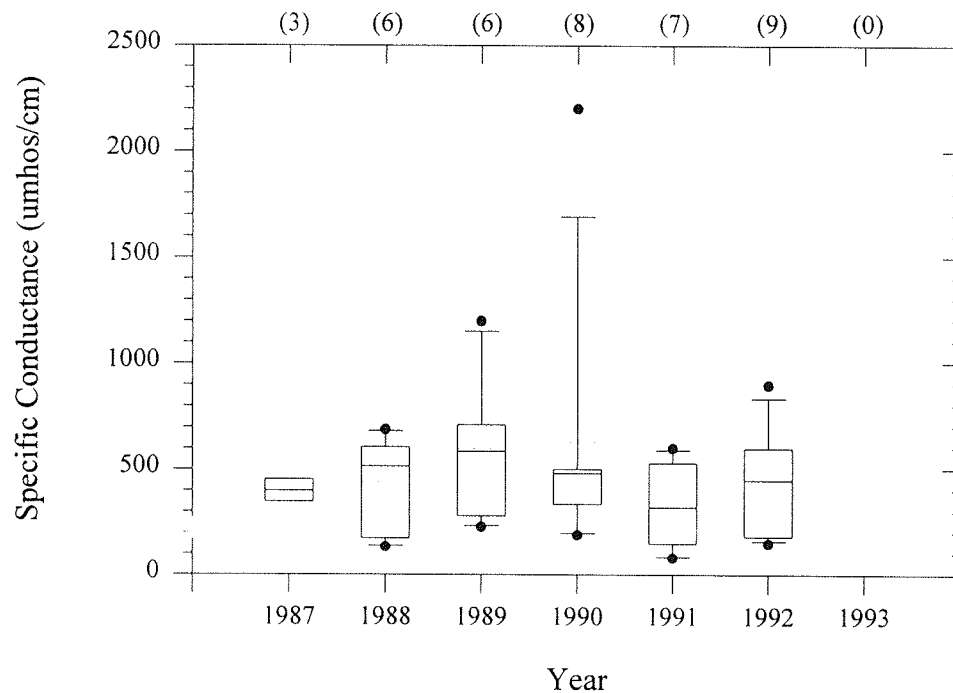 (3) (6) (6) (8) (7) (9) (0)
2500
2000
1500
1000
500
0
Specific Conductance (umhos/cm)
1987 1988 1989 1990 1991 1992 1993
Year